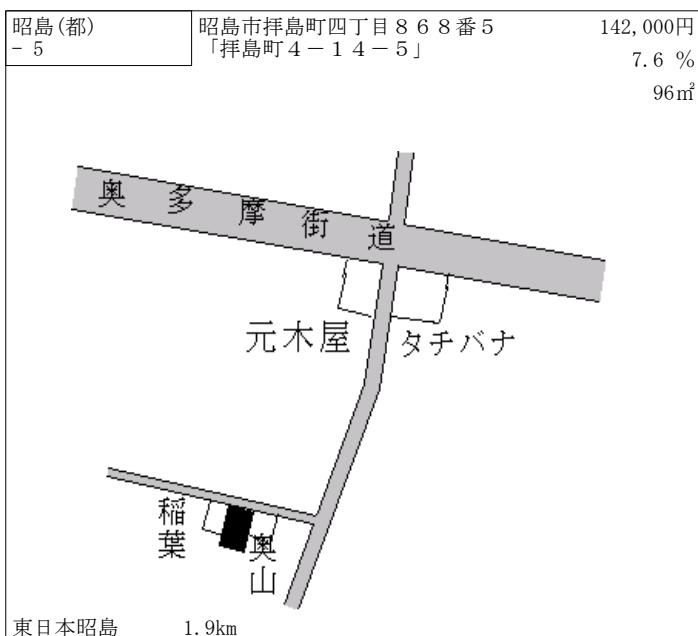 昭島(都)
- 5
昭島市拝島町四丁目８６８番５
「拝島町４－１４－５」
142,000円
7.6 %
96㎡
奥多摩街道
元木屋
タチバナ
稲葉
奥山
東日本昭島 1.9km